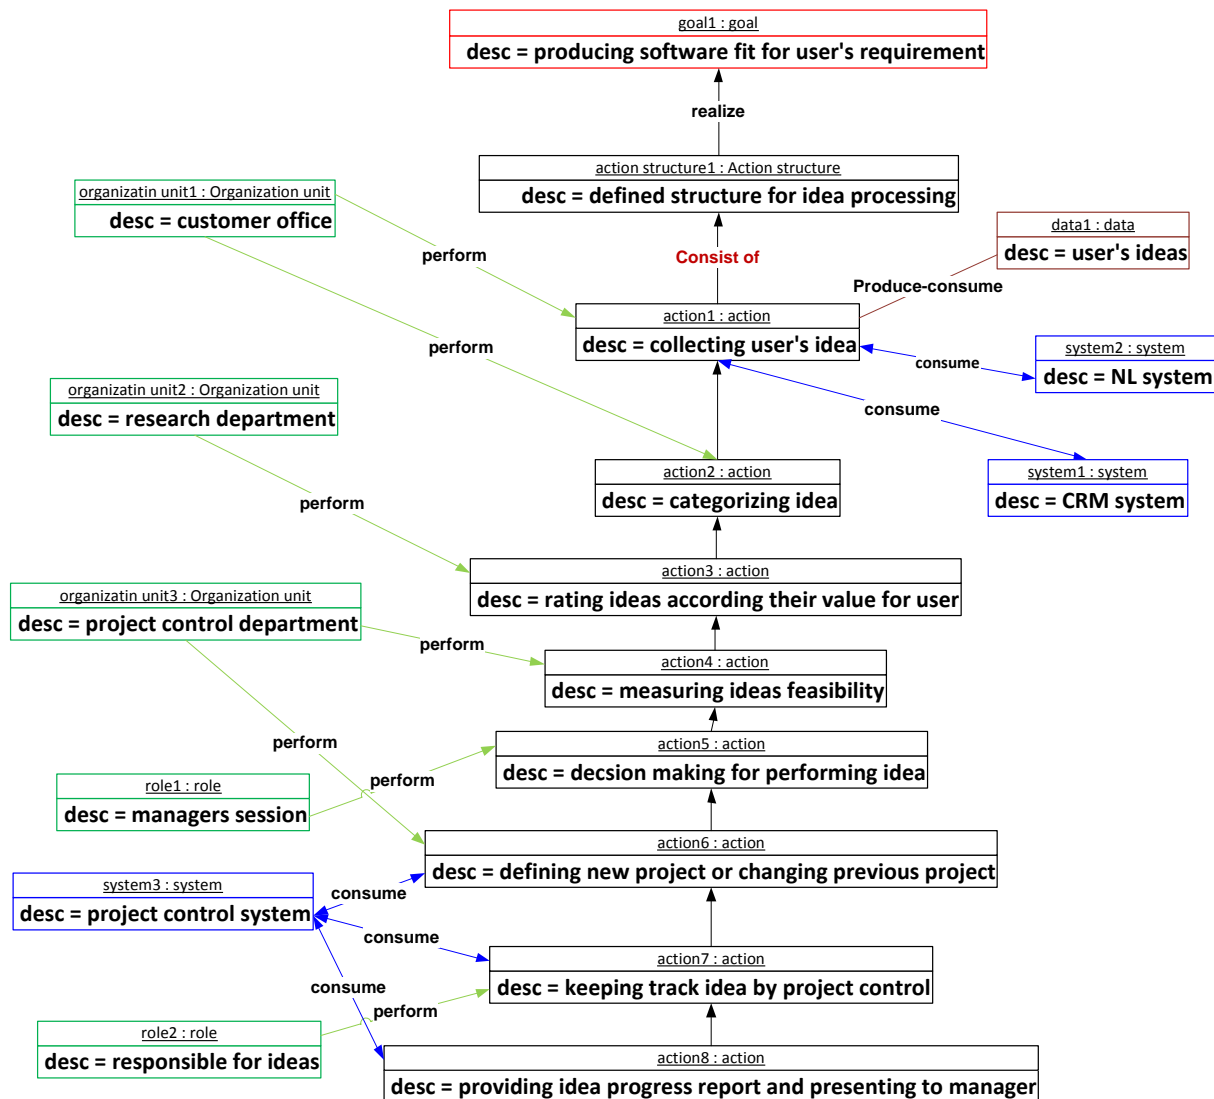 goal1 : goal
desc = producing software fit for user's requirement
realize
action structure1 : Action structure
desc = defined structure for idea processing
organizatin unit1 : Organization unit
desc = customer office
data1 : data
desc = user's ideas
perform
Consist of
Produce-consume
action1 : action
desc = collecting user's idea
system2 : system
desc = NL system
consume
perform
organizatin unit2 : Organization unit
desc = research department
consume
action2 : action
desc = categorizing idea
system1 : system
desc = CRM system
perform
action3 : action
desc = rating ideas according their value for user
organizatin unit3 : Organization unit
desc = project control department
perform
action4 : action
desc = measuring ideas feasibility
perform
action5 : action
desc = decsion making for performing idea
perform
role1 : role
desc = managers session
action6 : action
desc = defining new project or changing previous project
system3 : system
desc = project control system
consume
consume
action7 : action
desc = keeping track idea by project control
consume
perform
role2 : role
desc = responsible for ideas
action8 : action
desc = providing idea progress report and presenting to manager